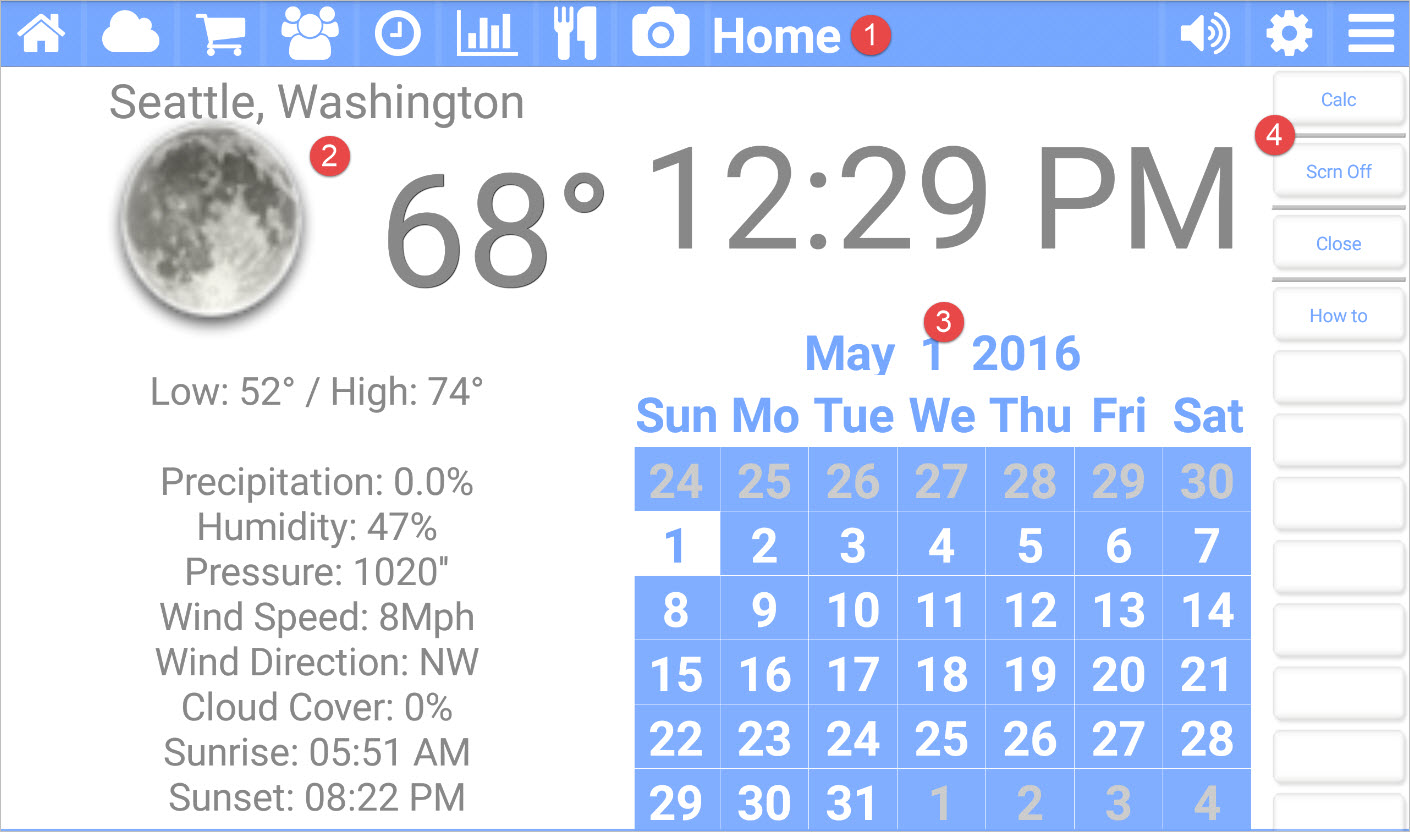 Home 1
Seattle, Washington
2
68°
12:29 PM
Low: 52° / High: 74°
Precipitation: 0.0%
Humidity: 47%
Pressure: 1020"
Wind Speed: 8Mph
Wind Direction: NW
Cloud Cover: 0%
Sunrise: 05:51 AM
Sunset: 08:22 PM
3
May 1 2016
Sun Mo Tue We Thu Fri Sat
24 25 26 27 28 29 30
1 2 3 4 5 6 7
8 9 10 11 12 13 14
15 16 17 18 19 20 21
22 23 24 25 26 27 28
29 30 31 1 2 3 4
4
Calc
Scrn Off
Close
How to